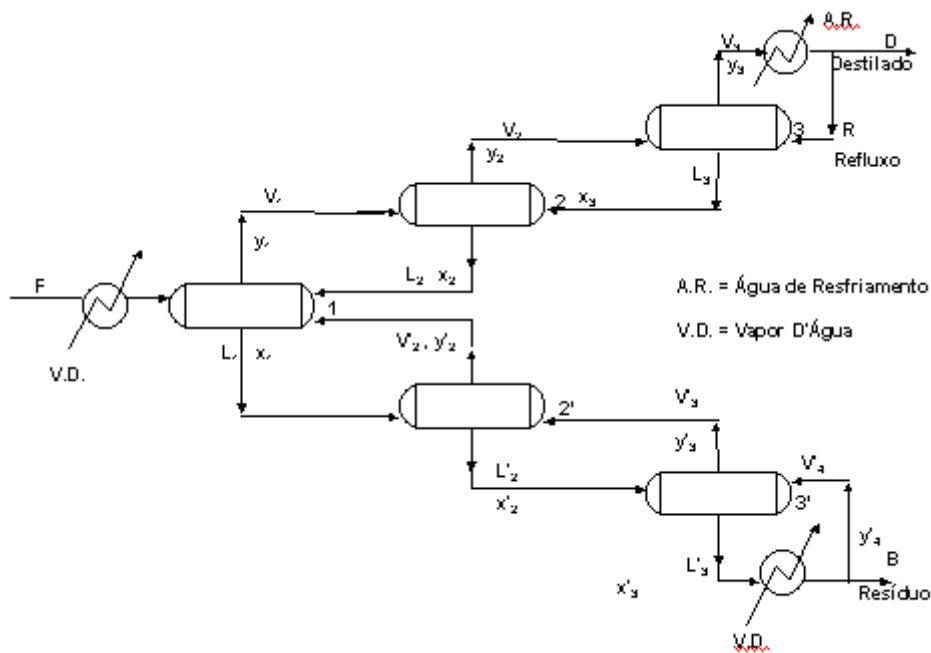 A.R.
D
V₃
y₃
Destilado
V₂
3
R
y₂
Refluxo
L₃
V₁
2
x₃
y₁
F
L₂ x₂
A.R. = Água de Resfriamento
1
V'₂ , y'₂
V.D. = Vapor D'Água
L₁ x₁
V.D.
2'
V'₃
y'₃
L'₂
V'₄
x'₂
3'
y'₄
L'₃
B
x'₃
Resíduo
V.D.